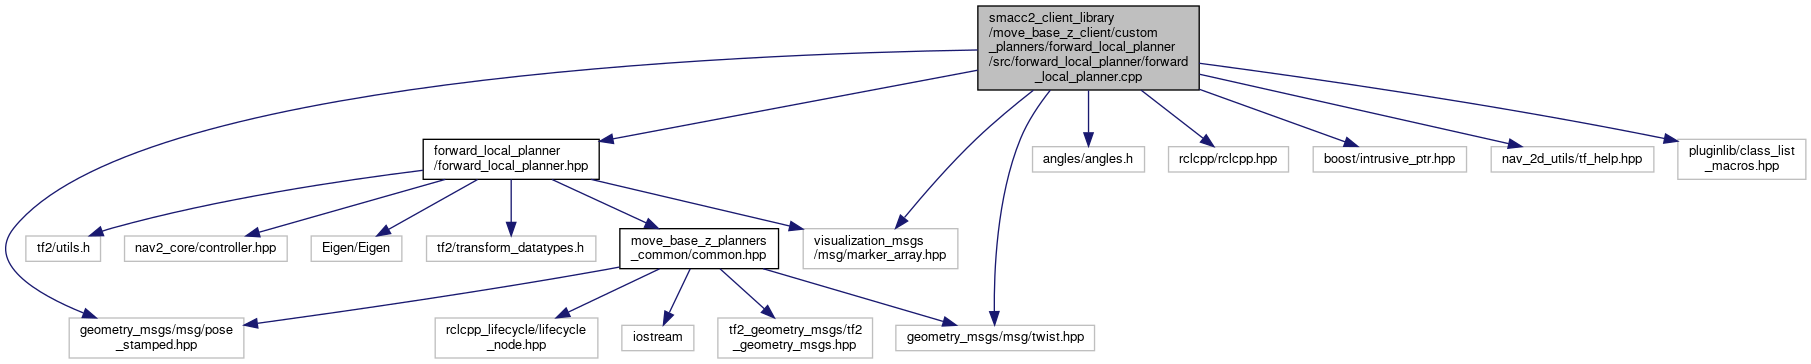 smacc2_client_library
/move_base_z_client/custom
_planners/forward_local_planner
/src/forward_local_planner/forward
_local_planner.cpp
forward_local_planner
/forward_local_planner.hpp
angles/angles.h
rclcpp/rclcpp.hpp
boost/intrusive_ptr.hpp
nav_2d_utils/tf_help.hpp
pluginlib/class_list
_macros.hpp
tf2/utils.h
nav2_core/controller.hpp
Eigen/Eigen
tf2/transform_datatypes.h
move_base_z_planners
_common/common.hpp
visualization_msgs
/msg/marker_array.hpp
geometry_msgs/msg/pose
_stamped.hpp
rclcpp_lifecycle/lifecycle
_node.hpp
iostream
tf2_geometry_msgs/tf2
_geometry_msgs.hpp
geometry_msgs/msg/twist.hpp